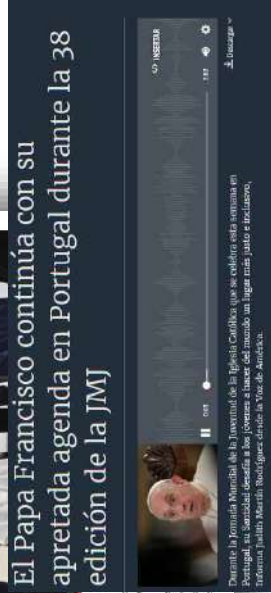 El Papa Francisco continúa con su
apretada agenda en Portugal durante la 38
edición de la JMJ
</> INSERTAR
Descargar
Durante la Jornada Mundial de la Juventud de la Iglesia Católica que se celebra esta semana en
Portugal, su Santidad desafía a los jóvenes a hacer del mundo un lugar más justo e inclusivo,
Informa Judith Martín Rodríguez desde la Voz de América.